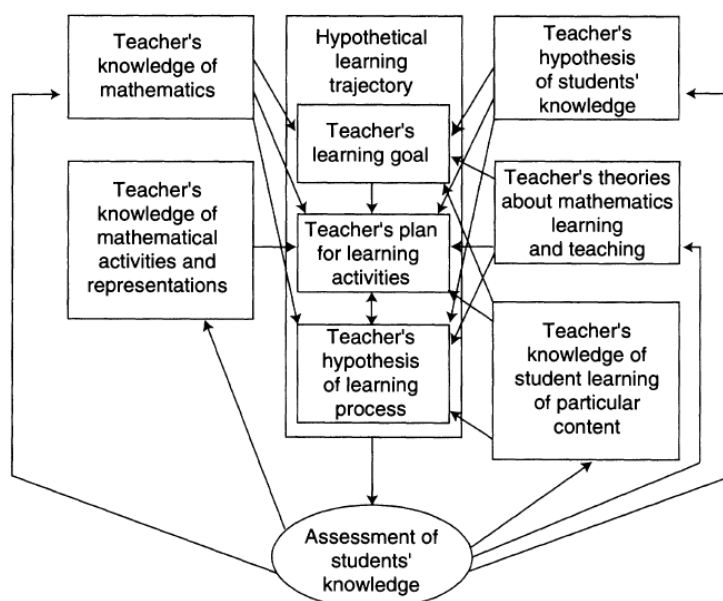 Teacher's
knowledge of
mathematics
Hypothetical
learning
trajectory
Teacher's
hypothesis
of students'
knowledge
Teacher's
learning goal
Teacher's
knowledge of
mathematical
activities and
representations
Teacher's plan
for learning
activities
Teacher's theories
about mathematics
learning
and teaching
Teacher's
hypothesis
of learning
process
Teacher's
knowledge of
student learning
of particular
content
Assessment of
students'
knowledge